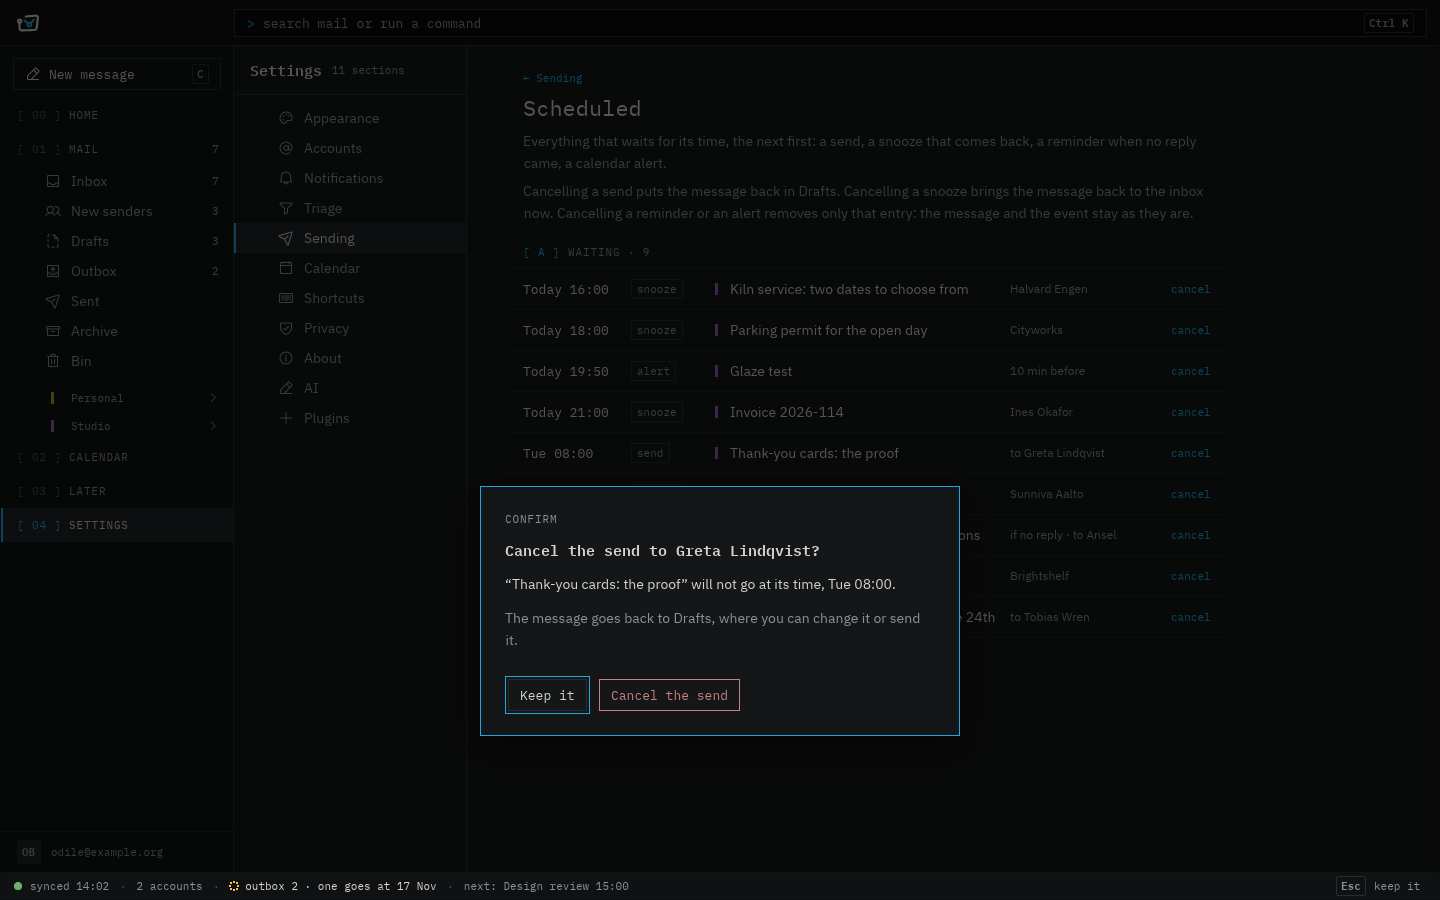 > search mail or run a command
Ctrl K
New message
C
[ 00 ] HOME
[ 01 ] MAIL 7
Inbox 7
New senders 3
Drafts 3
Outbox 2
Sent
Archive
Bin
Personal
Studio
[ 02 ] CALENDAR
[ 03 ] LATER
[ 04 ] SETTINGS
OB odile@example.org
Settings 11 sections
Appearance
Accounts
Notifications
Triage
Sending
Calendar
Shortcuts
Privacy
About
AI
Plugins
← Sending
Scheduled
Everything that waits for its time, the next first: a send, a snooze that comes back, a reminder when no reply
came, a calendar alert.
Cancelling a send puts the message back in Drafts. Cancelling a snooze brings the message back to the inbox
now. Cancelling a reminder or an alert removes only that entry: the message and the event stay as they are.
[ A ] WAITING · 9
Today 16:00 snooze Kiln service: two dates to choose from Halvard Engen cancel
Today 18:00 snooze Parking permit for the open day Cityworks cancel
Today 19:50 alert Glaze test 10 min before cancel
Today 21:00 snooze Invoice 2026-114 Ines Okafor cancel
Tue 08:00 send Thank-you cards: the proof to Greta Lindqvist cancel
Sunniva Aalto cancel
ons if no reply · to Ansel cancel
Brightshelf cancel
24th to Tobias Wren cancel
CONFIRM
Cancel the send to Greta Lindqvist?
“Thank-you cards: the proof” will not go at its time, Tue 08:00.
The message goes back to Drafts, where you can change it or send
it.
Keep it
Cancel the send
synced 14:02 · 2 accounts · outbox 2 · one goes at 17 Nov · next: Design review 15:00
Esc keep it